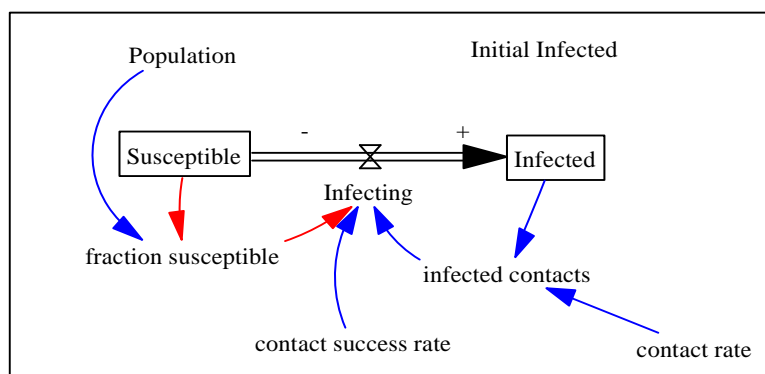 Population
Initial Infected
-
+
Susceptible
Infected
Infecting
fraction susceptible
infected contacts
contact success rate
contact rate